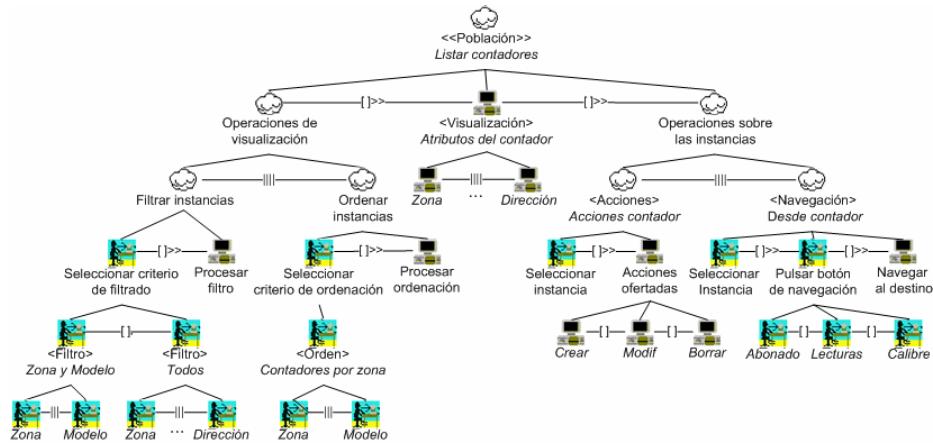 <<Población>>
Listar contadores
[ ]>>
[ ]>>
Operaciones de
visualización
<Visualización>
Atributos del contador
Operaciones sobre
las instancias
||||
||||
||||
Zona
...
Dirección
Filtrar instancias
Ordenar
instancias
<Acciones>
Acciones contador
<Navegación>
Desde contador
[ ]>>
[ ]>>
[ ]>>
[ ]>>
[ ]>>
Seleccionar criterio
de filtrado
Procesar
filtro
Seleccionar
criterio de ordenación
Procesar
ordenación
Seleccionar
instancia
Acciones
ofertadas
Seleccionar
Instancia
Pulsar botón
de navegación
Navegar
al destino
[ ]
[ ]
[ ]
[ ]
[ ]
<Filtro>
Zona y Modelo
<Filtro>
Todos
<Orden>
Contadores por zona
Crear
Modif
Borrar
Abonado
Lecturas
Calibre
|||
|||
|||
Zona
Modelo
Zona
...
Dirección
Zona
Modelo